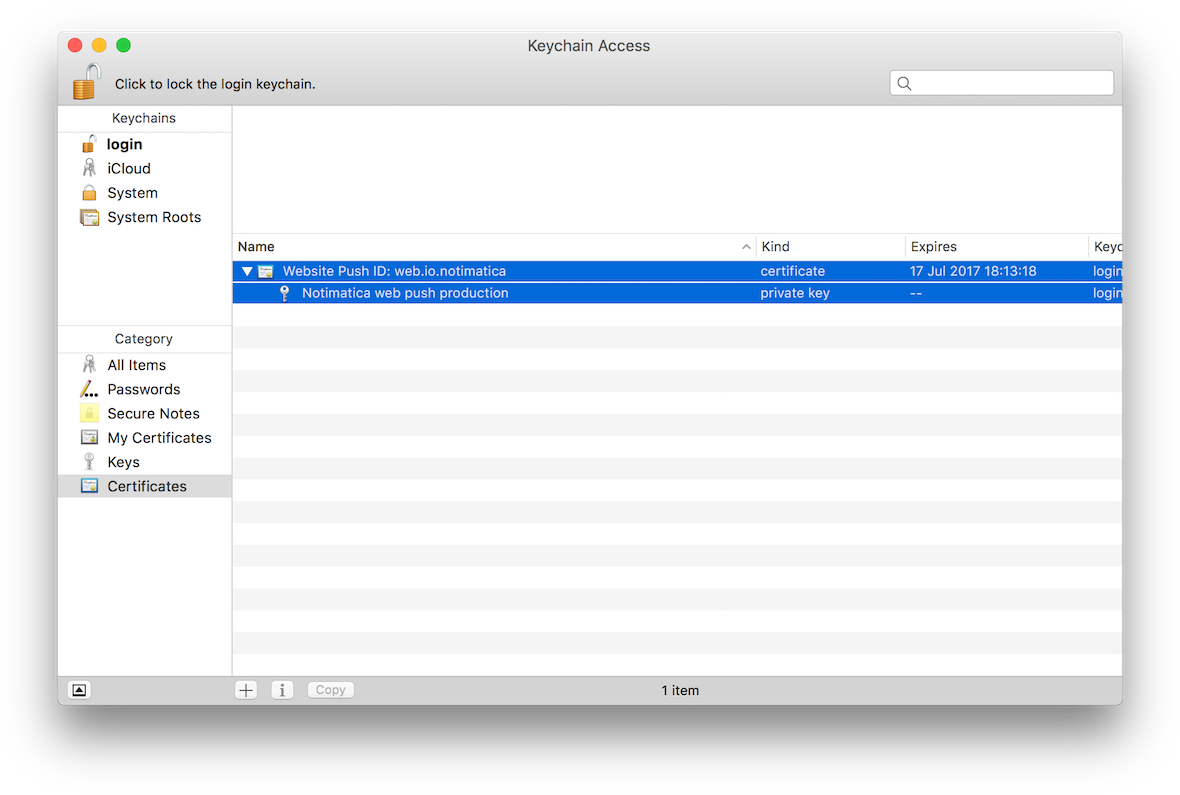 Keychain Access
Click to lock the login keychain.
Keychains
login
iCloud
System
System Roots
Name Kind Expires Keyc
Website Push ID: web.io.notimatica certificate 17 Jul 2017 18:13:18 login
Notimatica web push production private key -- login
Category
All Items
Passwords
Secure Notes
My Certificates
Keys
Certificates
Copy
1 item